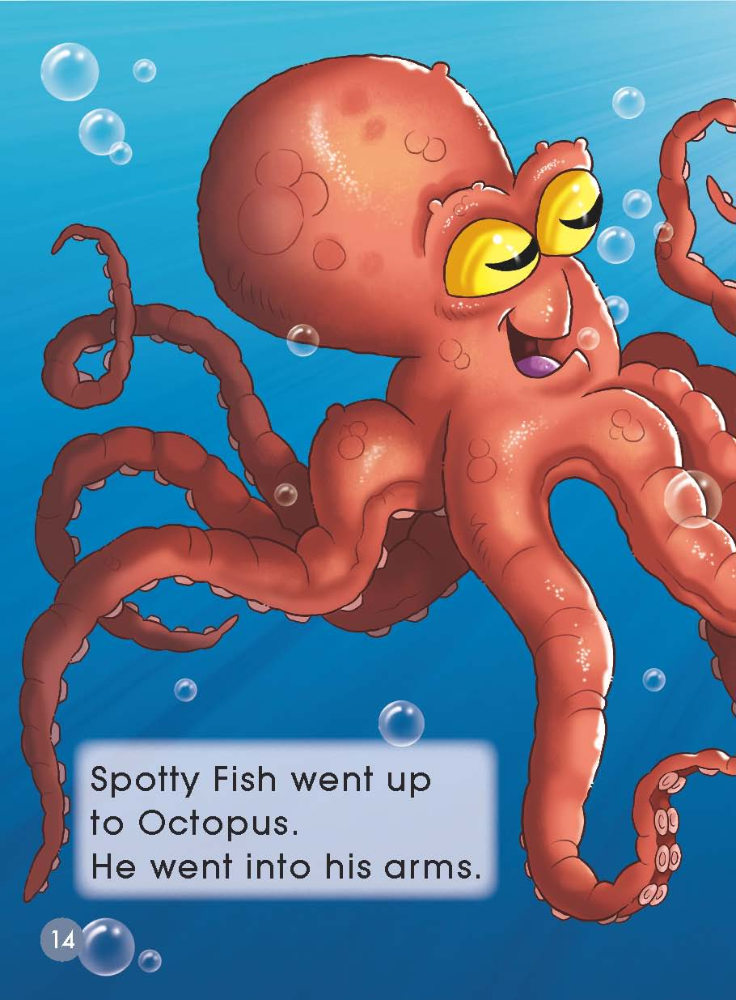 Spotty Fish went up
to Octopus.
He went into his arms.
14